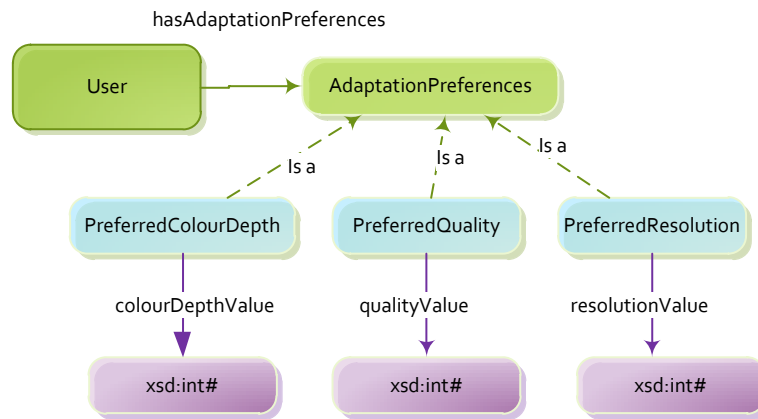 hasAdaptationPreferences
User
AdaptationPreferences
Is a
Is a
Is a
PreferredColourDepth
PreferredQuality
PreferredResolution
colourDepthValue
qualityValue
resolutionValue
xsd:int#
xsd:int#
xsd:int#